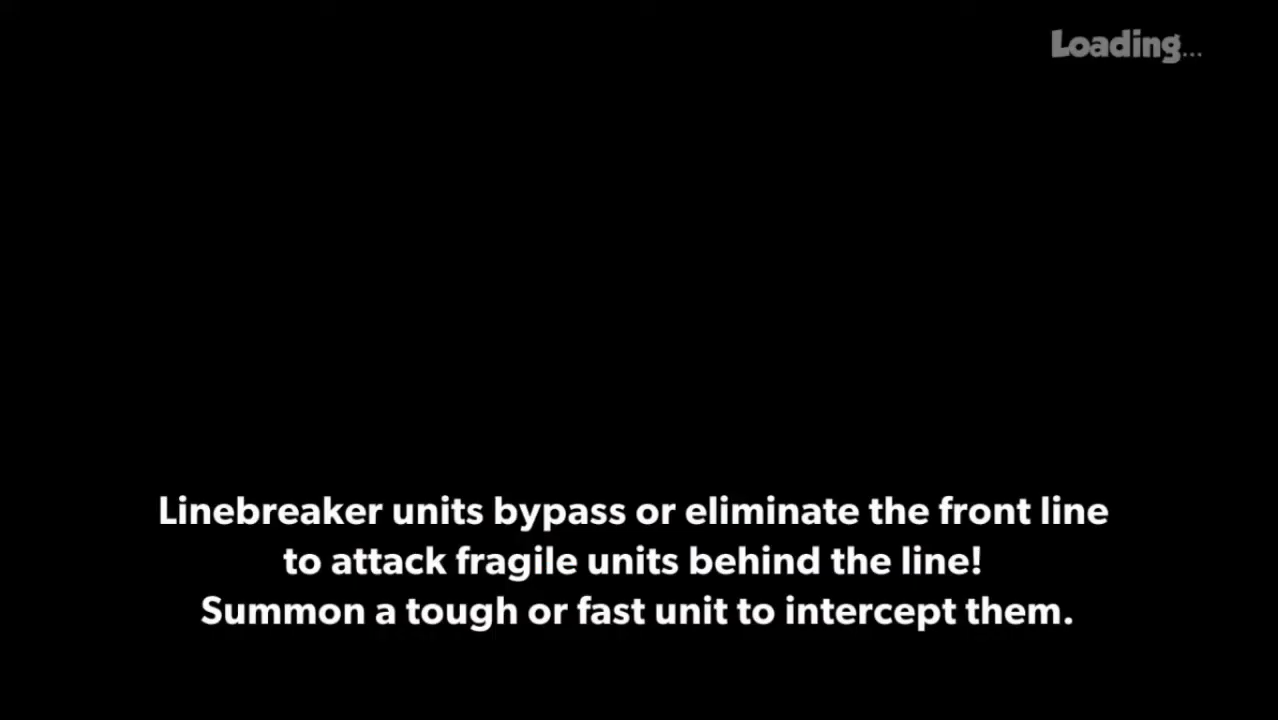 Loading...
Linebreaker units bypass or eliminate the front line
to attack fragile units behind the line!
Summon a tough or fast unit to intercept them.